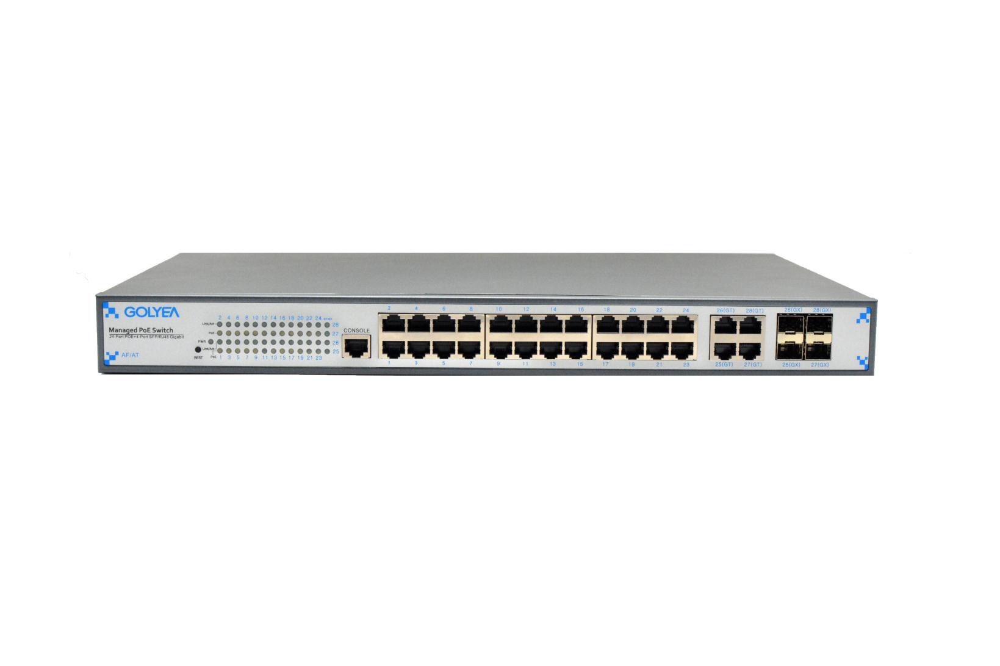 GOLYEA
Managed PoE Switch
24-Port POE+4-Port SFP/RJ45 Gigabit
AF/AT
2 4 6 8 10 12 14 16 18 20 22 24
Link/Act 28
PoE 27
PWR 26
Link/Act 25
REST PoE 1 3 5 7 9 11 13 15 17 19 21 23
CONSOLE
2 4 6 8 10 12 14 16 18 20 22 24
1 3 5 7 9 11 13 15 17 19 21 23
26(GT) 28(GT)
25(GT) 27(GT)
26(GX) 28(GX)
25(GX) 27(GX)